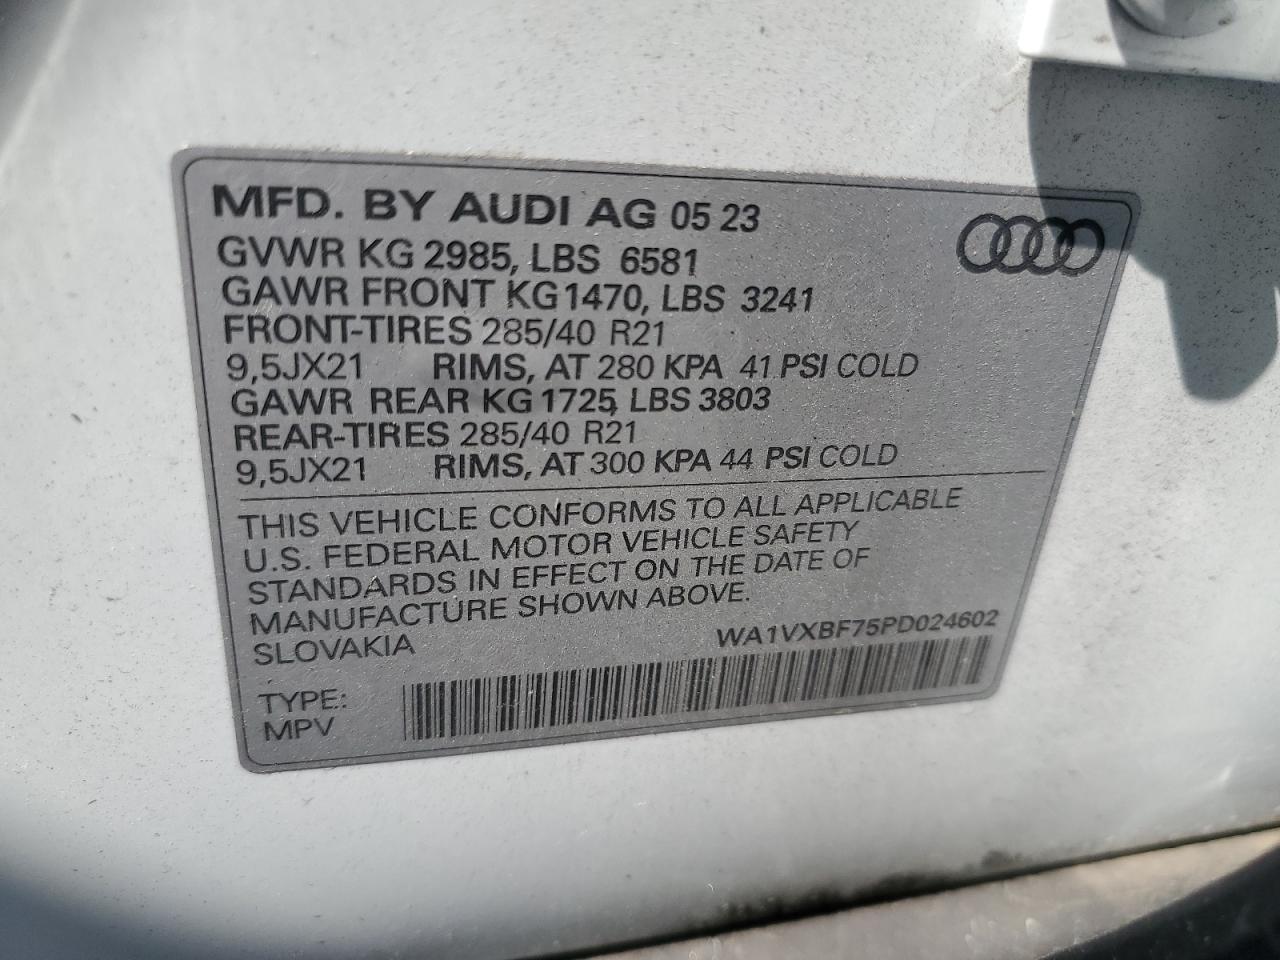 MFD. BY AUDI AG 05 23
GVWR KG 2985, LBS 6581
GAWR FRONT KG 1470, LBS 3241
FRONT-TIRES 285/40 R21
9,5JX21 RIMS, AT 280 KPA 41 PSI COLD
GAWR REAR KG 1725, LBS 3803
REAR-TIRES 285/40 R21
9,5JX21 RIMS, AT 300 KPA 44 PSI COLD
THIS VEHICLE CONFORMS TO ALL APPLICABLE
U.S. FEDERAL MOTOR VEHICLE SAFETY
STANDARDS IN EFFECT ON THE DATE OF
MANUFACTURE SHOWN ABOVE.
SLOVAKIA WA1VXBF75PD024602
TYPE:
MPV